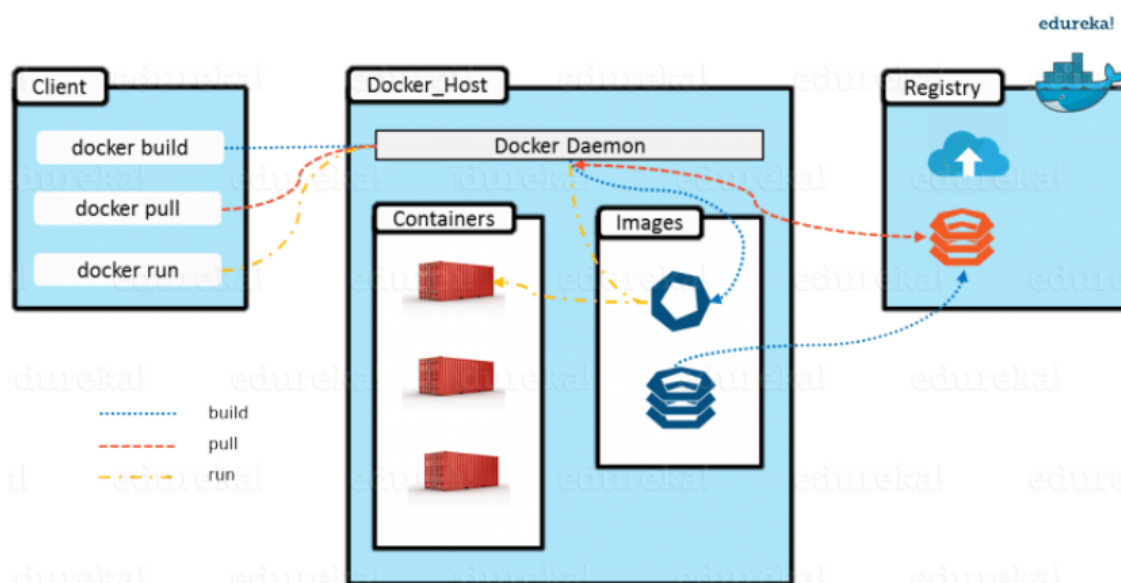 edureka!
Client
Docker_Host
Registry
docker build
Docker Daemon
docker pull
Containers
Images
docker run
build
pull
run